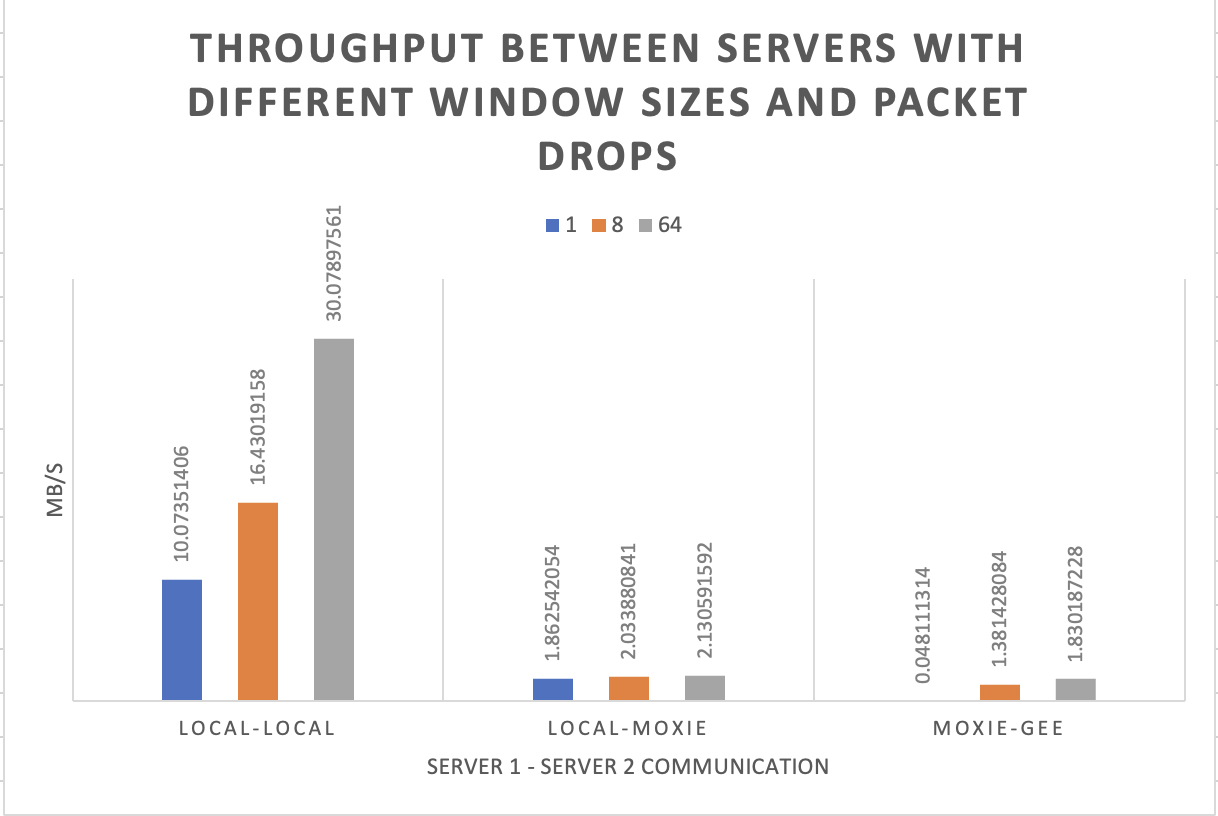 THROUGHPUT BETWEEN SERVERS WITH
DIFFERENT WINDOW SIZES AND PACKET
DROPS
1 8 64
MB/S
10.07351406
16.43019158
30.07897561
1.862542054
2.033880841
2.130591592
0.048111314
1.381428084
1.830187228
LOCAL-LOCAL
LOCAL-MOXIE
MOXIE-GEE
SERVER 1 - SERVER 2 COMMUNICATION